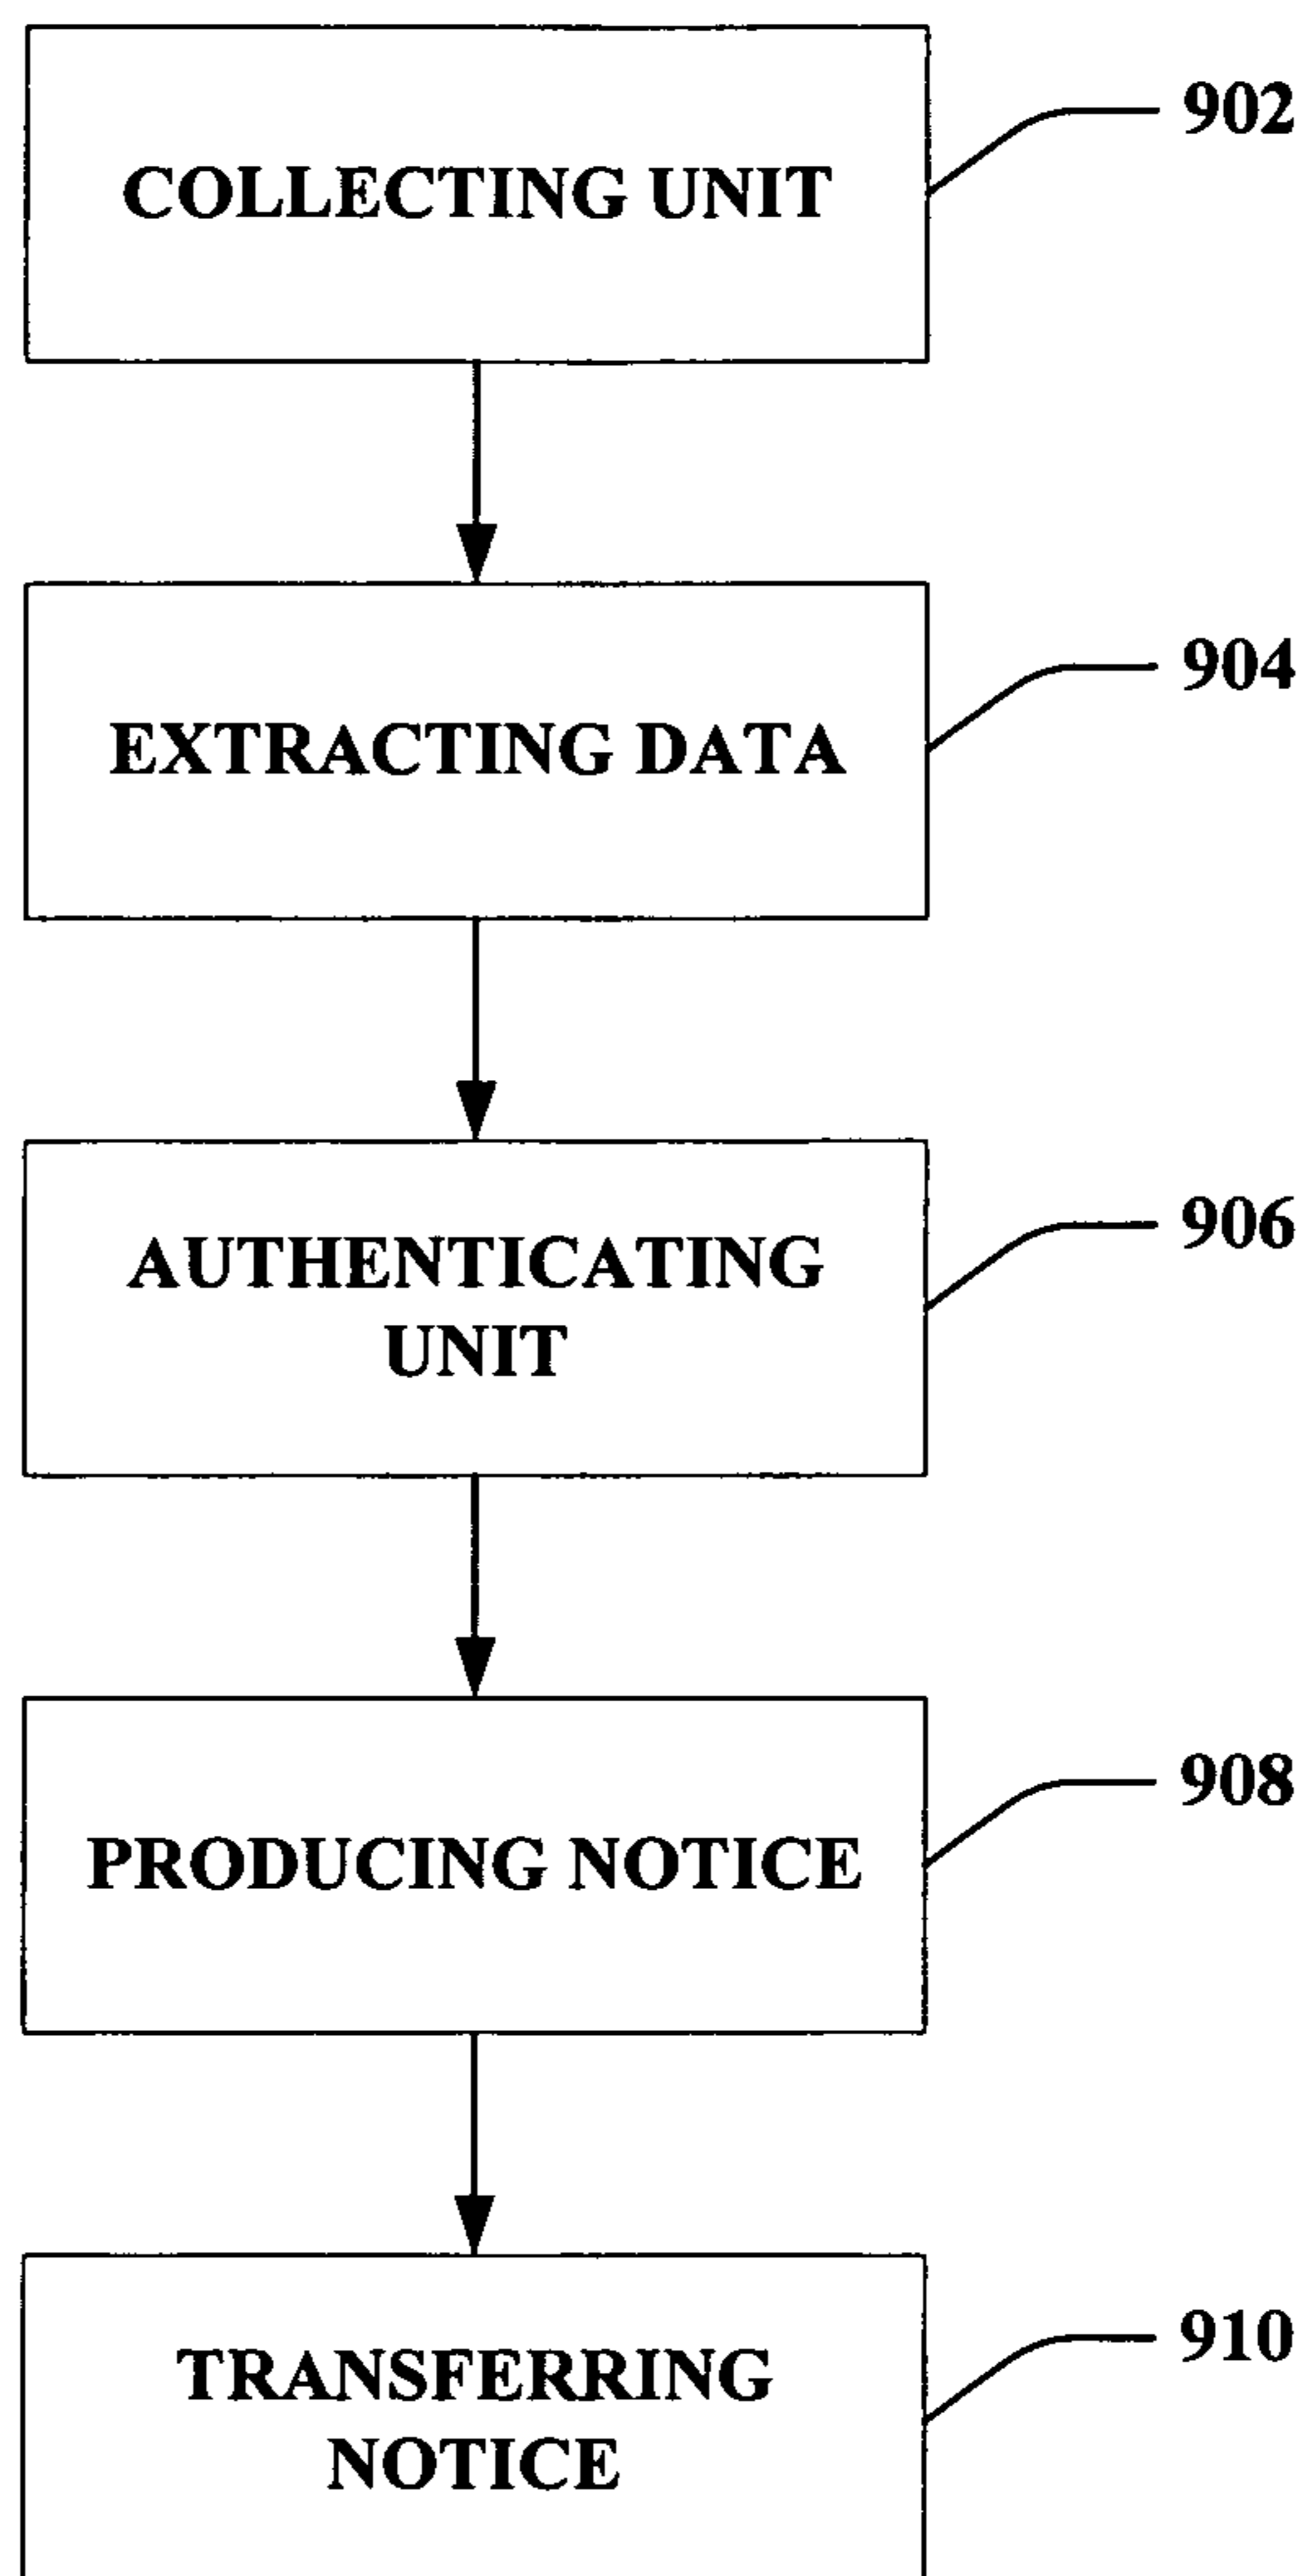 COLLECTING UNIT
902
EXTRACTING DATA
904
AUTHENTICATING
UNIT
906
PRODUCING NOTICE
908
TRANSFERRING
NOTICE
910